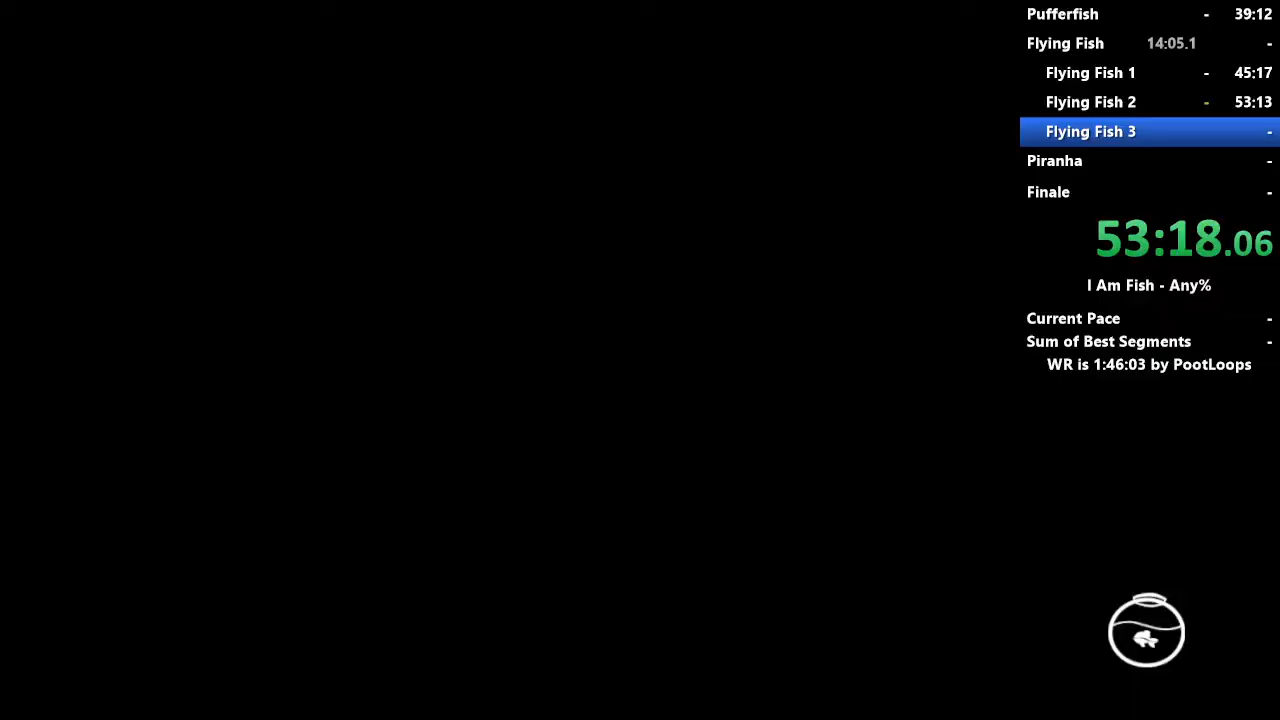 Pufferfish - 39:12
Flying Fish 14:05.1 -
Flying Fish 1 - 45:17
Flying Fish 2 - 53:13
Flying Fish 3 -
Piranha -
Finale -
53:18.06
I Am Fish - Any%
Current Pace -
Sum of Best Segments -
WR is 1:46:03 by PootLoops